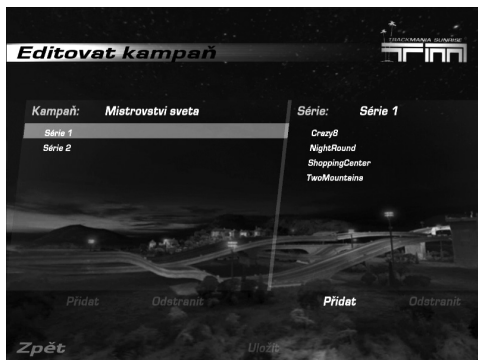 TRACKMANIA SUNRISE
Editovat kampaň
Kampaň: Mistrovstvi sveta
Série 1
Série 2
Série: Série 1
Crazy8
NightRound
ShoppingCenter
TwoMountains
Přidat Odstranit
Přidat Odstranit
Zpět Uložit